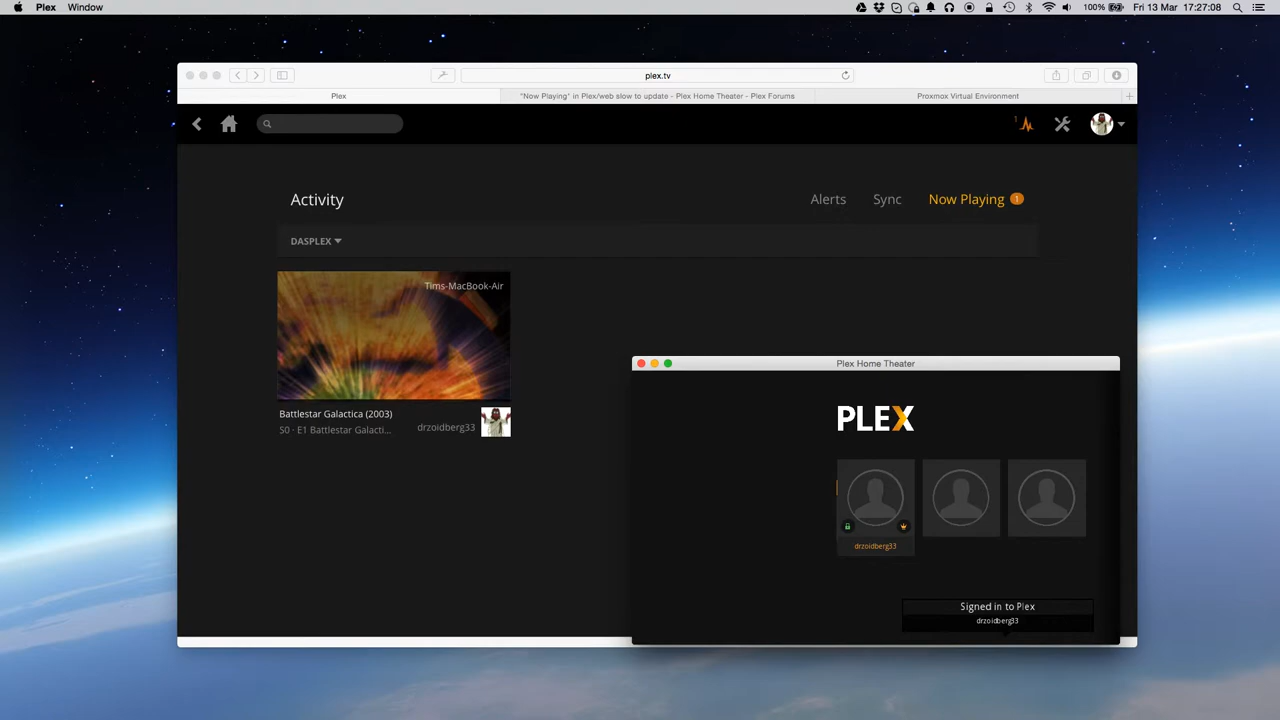 Plex Window 100% Fri 13 Mar 17:27:08
plex.tv
Plex "Now Playing" in Plex/web slow to update - Plex Home Theater - Plex Forums Proxmox Virtual Environment +
1
Activity Alerts Sync Now Playing 1
DASPLEX
Tims-MacBook-Air
Battlestar Galactica (2003)
S0 · E1 Battlestar Galacti... drzoidberg33
Plex Home Theater
PLEX
drzoidberg33
Signed in to Plex
drzoidberg33